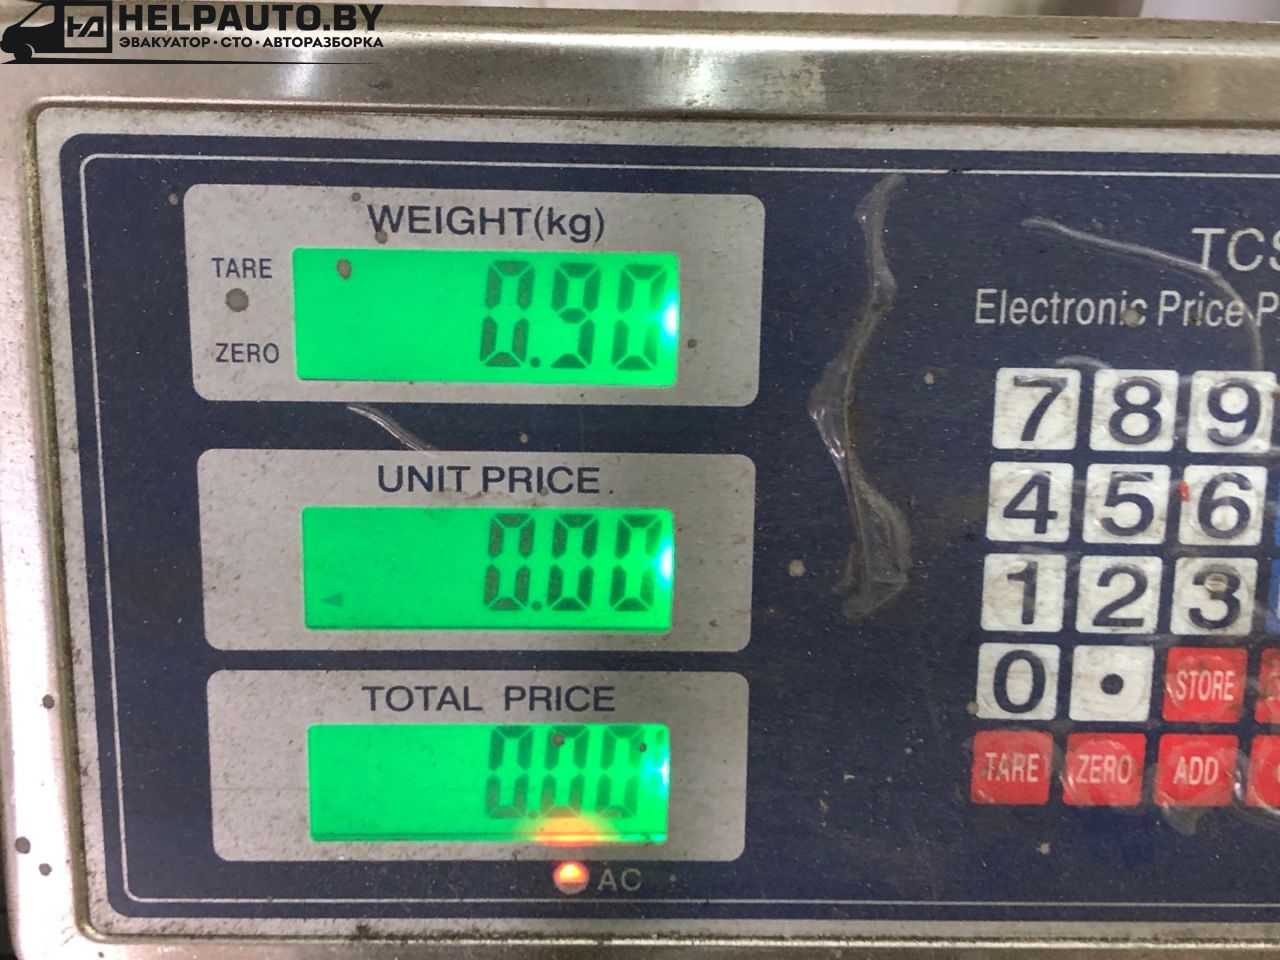 HELPAUTO.BY
ЭВАКУАТОР · СТО · АВТОРАЗБОРКА
WEIGHT(kg)
TARE
0.90
ZERO
UNIT PRICE
0.00
TOTAL PRICE
0.00
AC
TCS
Electronic Price P
7 8 9
4 5 6
1 2 3
0 . STORE
TARE ZERO ADD